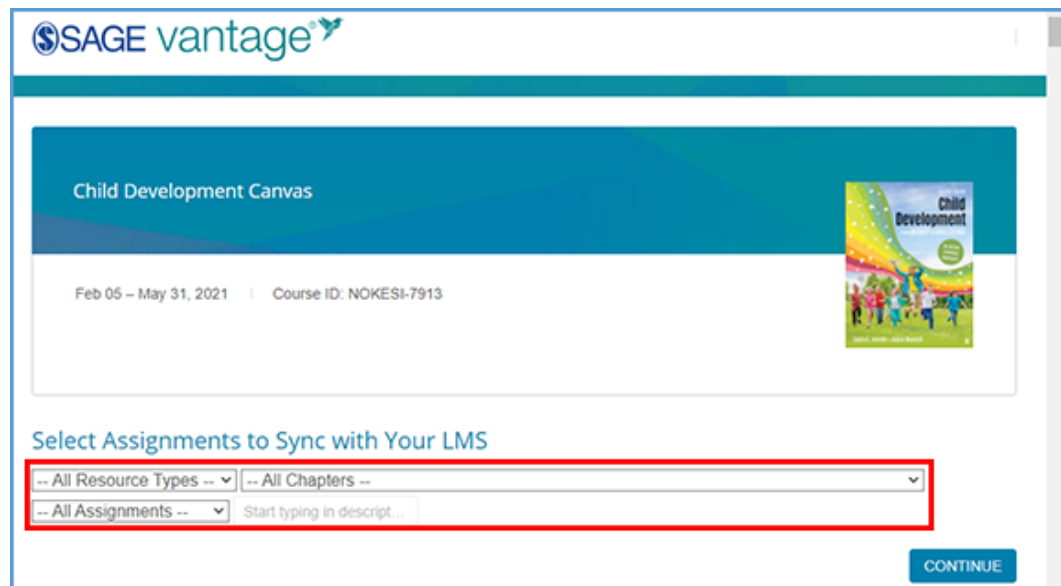 SAGE vantage
Child Development Canvas
Child
Development
Feb 05 – May 31, 2021 | Course ID: NOKESI-7913
Select Assignments to Sync with Your LMS
-- All Resource Types -- -- All Chapters --
-- All Assignments -- Start typing in descript...
CONTINUE